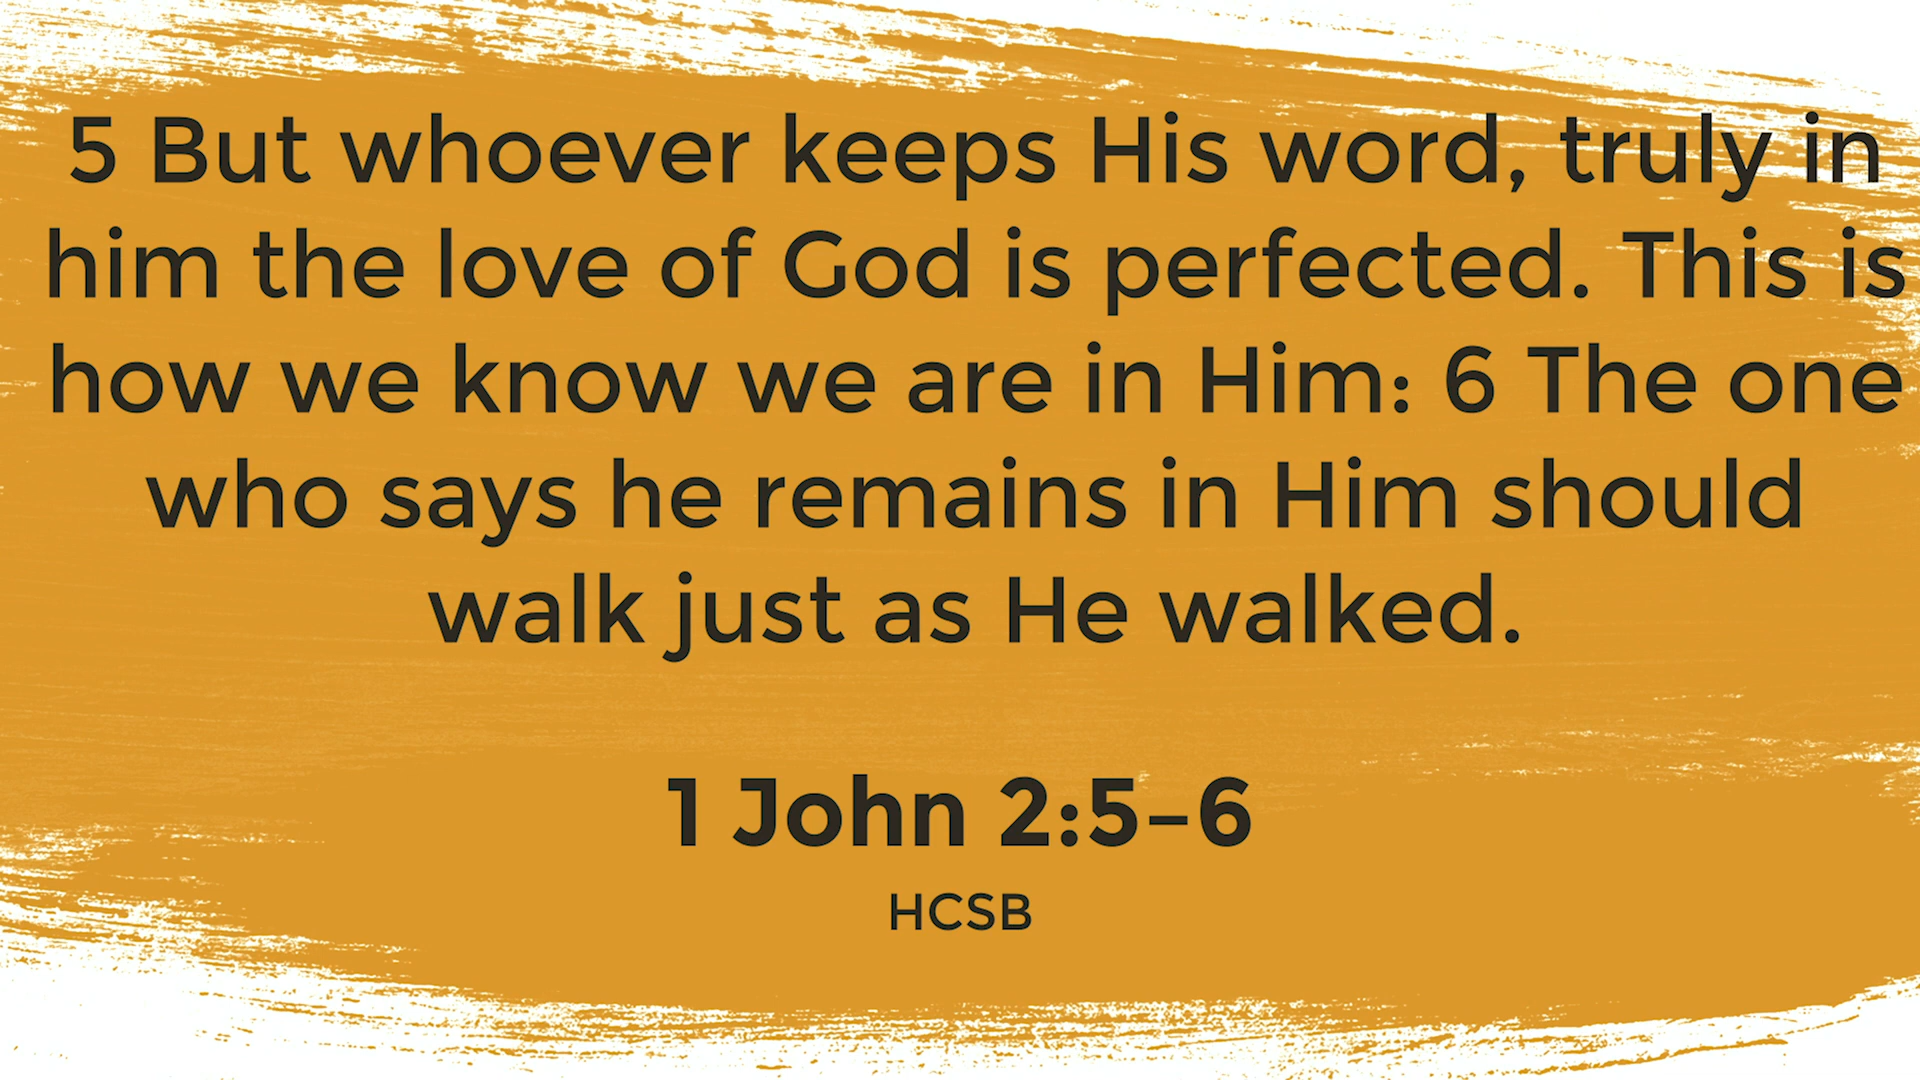 5 But whoever keeps His word, truly in
him the love of God is perfected. This is
how we know we are in Him: 6 The one
who says he remains in Him should
walk just as He walked.
1 John 2:5–6
HCSB